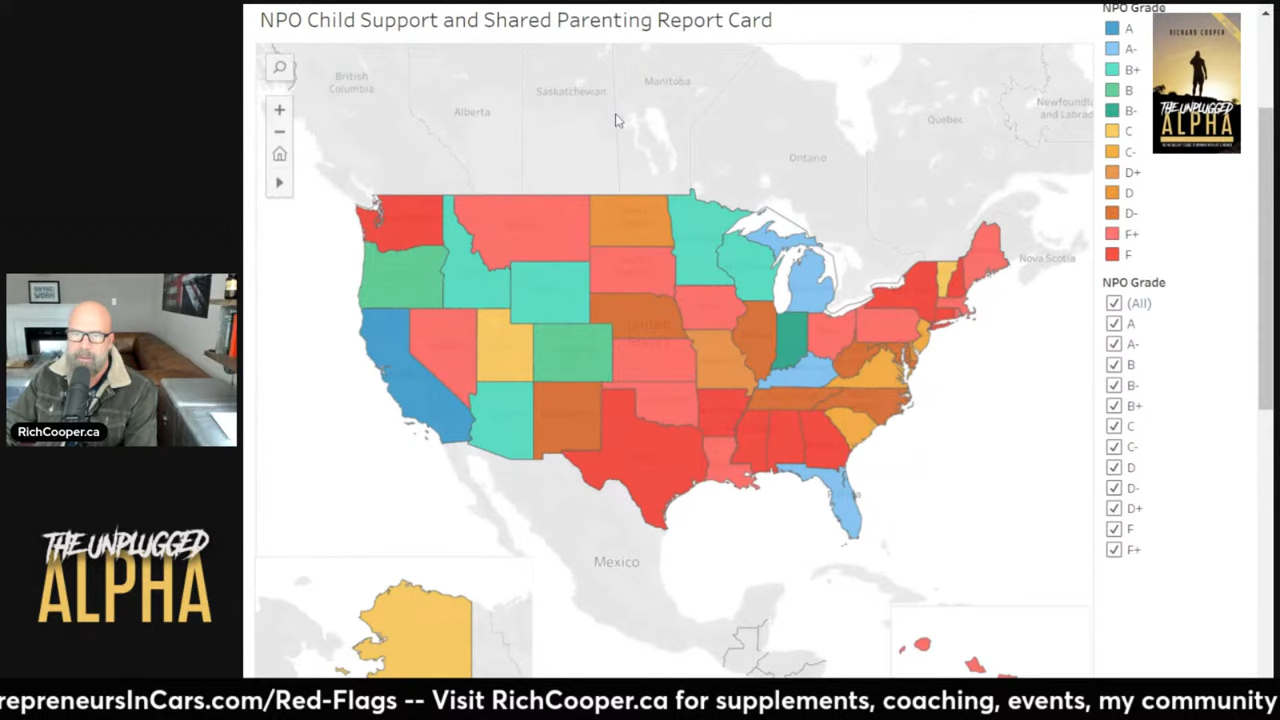 NPO Child Support and Shared Parenting Report Card
British
Columbia
Alberta
Saskatchewan
Manitoba
Ontario
Quebec
Newfoundl
and Labrad
Nova Scotia
United
States
Mexico
NPO Grade
A
A-
B+
B
B-
C
C-
D+
D
D-
F+
F
NPO Grade
(All)
A
A-
B
B-
B+
C
C-
D
D-
D+
F
F+
RICHARD COOPER
THE UNPLUGGED
ALPHA
RichCooper.ca
THE UNPLUGGED
ALPHA
repreneursInCars.com/Red-Flags -- Visit RichCooper.ca for supplements, coaching, events, my community